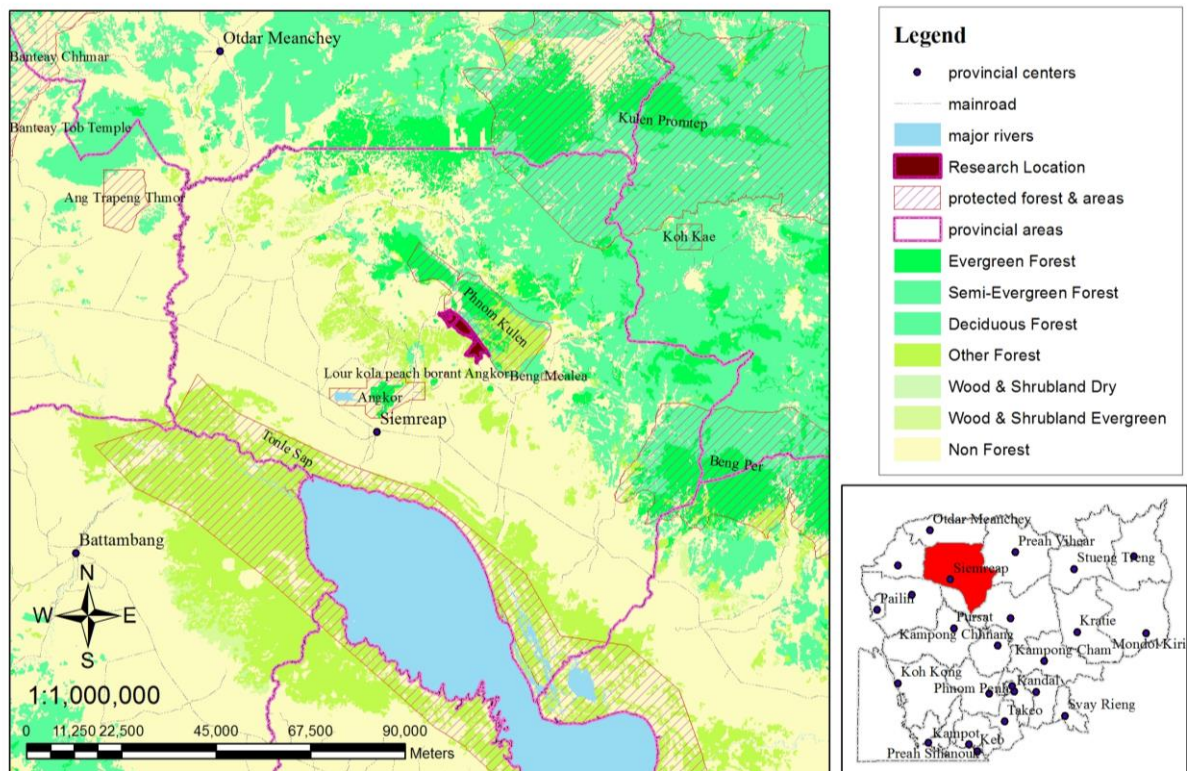 Otdar Meanchey
Banteay Chhmar
Kulen Promtep
Banteay Tob Temple
Ang Trapeng Thmor
Koh Kae
Phnom Kulen
Lour kola peach borant Angkor
Beng Mealea
Angkor
Siemreap
Tonle Sap
Beng Per
Battambang
N
W E
S
1:1,000,000
0 11,250 22,500 45,000 67,500 90,000
Meters
Legend
provincial centers
mainroad
major rivers
Research Location
protected forest & areas
provincial areas
Evergreen Forest
Semi-Evergreen Forest
Deciduous Forest
Other Forest
Wood & Shrubland Dry
Wood & Shrubland Evergreen
Non Forest
Otdar Meanchey
Preah Vihear
Stueng Treng
Siemreap
Pailin
Pursat
Kratie
Kampong Chhnang
Mondol Kiri
Kampong Cham
Koh Kong
Kandal
Phnom Penh
Svay Rieng
Takeo
Kampot
Keb
Preah Sihanouk